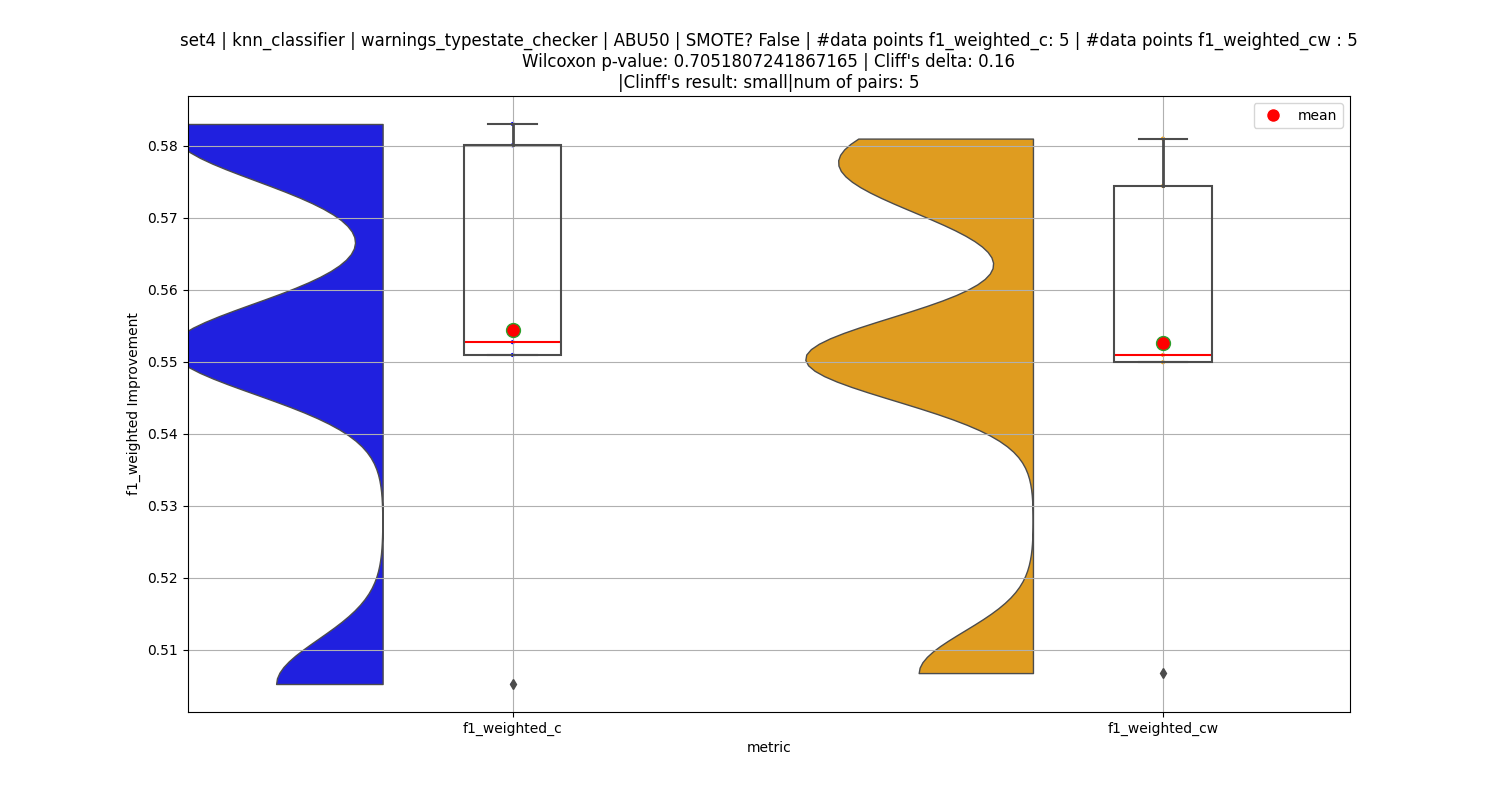 set4 | knn_classifier | warnings_typestate_checker | ABU50 | SMOTE? False | #data points f1_weighted_c: 5 | #data points f1_weighted_cw : 5
Wilcoxon p-value: 0.7051807241867165 | Cliff's delta: 0.16
|Clinff's result: small|num of pairs: 5
mean
0.58
0.57
0.56
0.55
0.54
0.53
0.52
0.51
f1_weighted Improvement
f1_weighted_c
f1_weighted_cw
metric